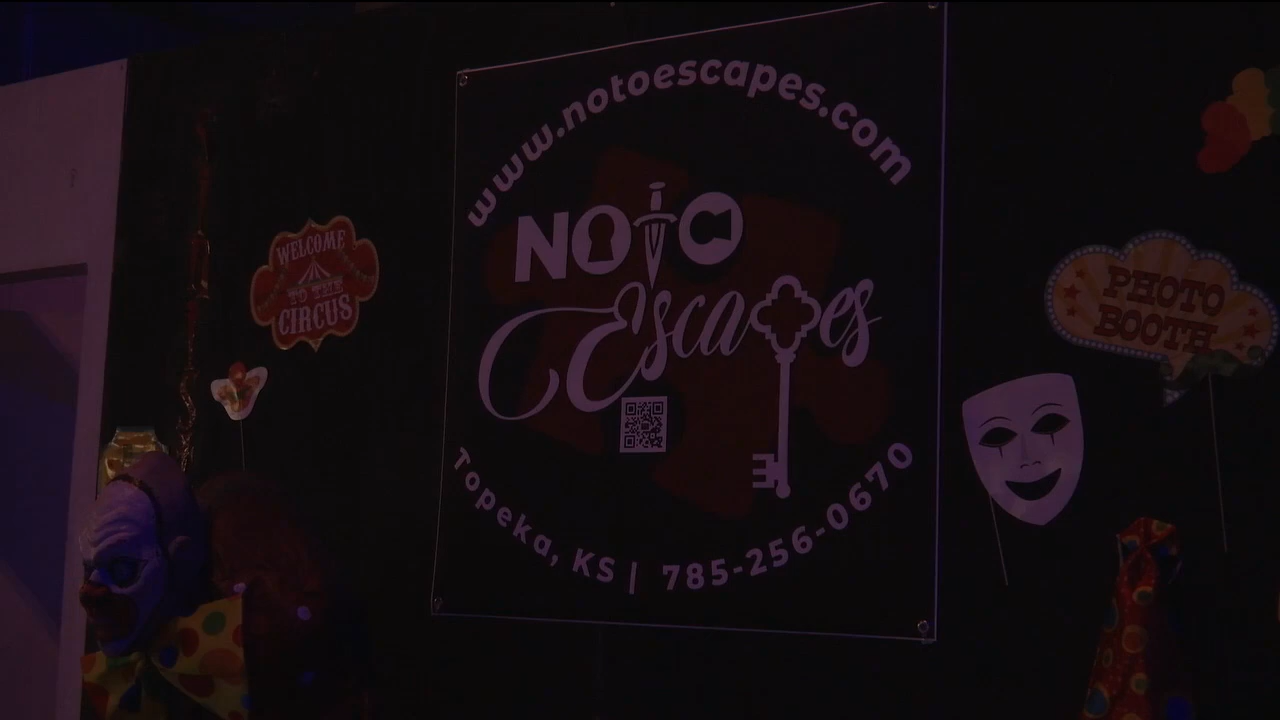 www.notoescapes.com
NOTO
Escapes
Topeka, KS | 785-256-0670
WELCOME
TO THE
CIRCUS
PHOTO
BOOTH